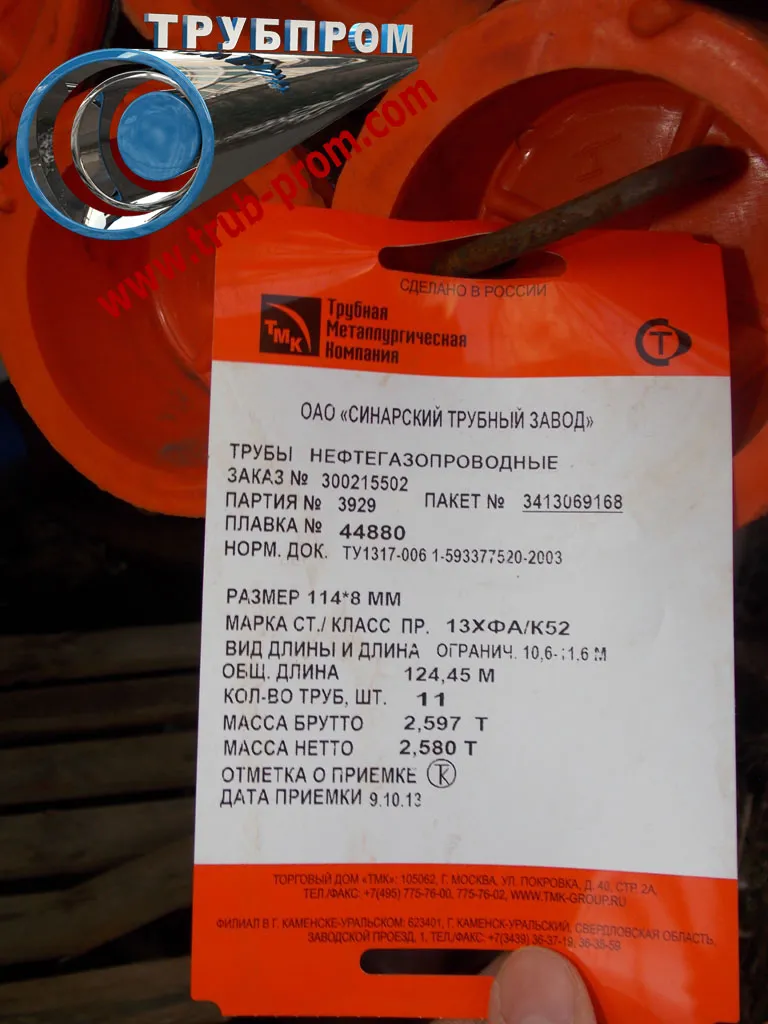 ТРУБПРОМ
www.trub-prom.com
СДЕЛАНО В РОССИИ
ТМК
Трубная
Металлургическая
Компания
Т
ОАО «СИНАРСКИЙ ТРУБНЫЙ ЗАВОД»
ТРУБЫ НЕФТЕГАЗОПРОВОДНЫЕ
ЗАКАЗ № 300215502
ПАРТИЯ № 3929 ПАКЕТ № 3413069168
ПЛАВКА № 44880
НОРМ. ДОК. ТУ1317-006 1-593377520-2003
РАЗМЕР 114*8 ММ
МАРКА СТ./ КЛАСС ПР. 13ХФА/К52
ВИД ДЛИНЫ И ДЛИНА ОГРАНИЧ. 10,6-11,6 М
ОБЩ. ДЛИНА 124,45 М
КОЛ-ВО ТРУБ, ШТ. 11
МАССА БРУТТО 2,597 Т
МАССА НЕТТО 2,580 Т
ОТМЕТКА О ПРИЕМКЕ К
ДАТА ПРИЕМКИ 9.10.13
ТОРГОВЫЙ ДОМ «ТМК»: 105062, Г. МОСКВА, УЛ. ПОКРОВКА, Д. 40, СТР. 2А,
ТЕЛ./ФАКС: +7(495) 775-76-00, 775-76-02, WWW.TMK-GROUP.RU
ФИЛИАЛ В Г. КАМЕНСКЕ-УРАЛЬСКОМ: 623401, Г. КАМЕНСК-УРАЛЬСКИЙ, СВЕРДЛОВСКАЯ ОБЛАСТЬ,
ЗАВОДСКОЙ ПРОЕЗД, 1, ТЕЛ./ФАКС: +7(3439) 36-37-19, 36-38-59